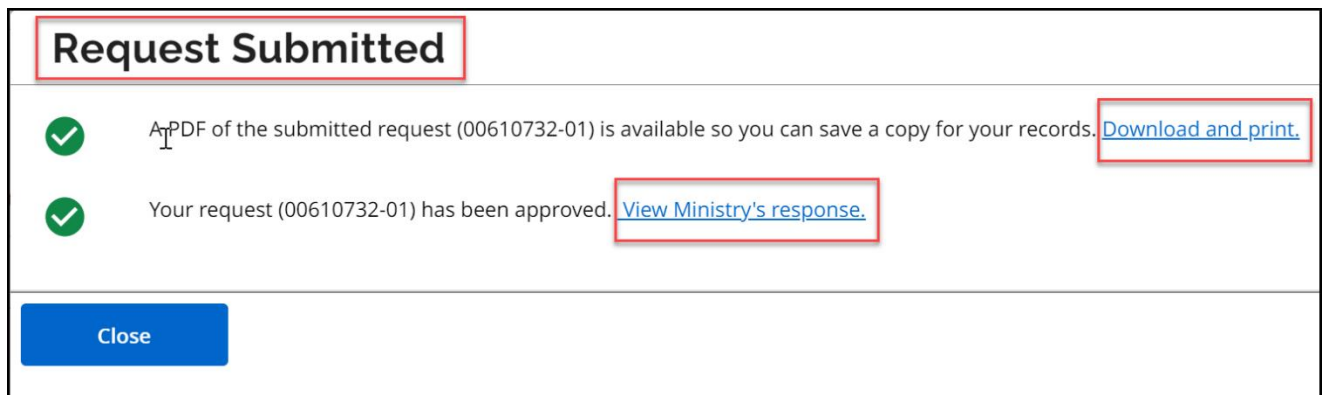 Request Submitted
A PDF of the submitted request (00610732-01) is available so you can save a copy for your records. Download and print.
Your request (00610732-01) has been approved. View Ministry's response.
Close